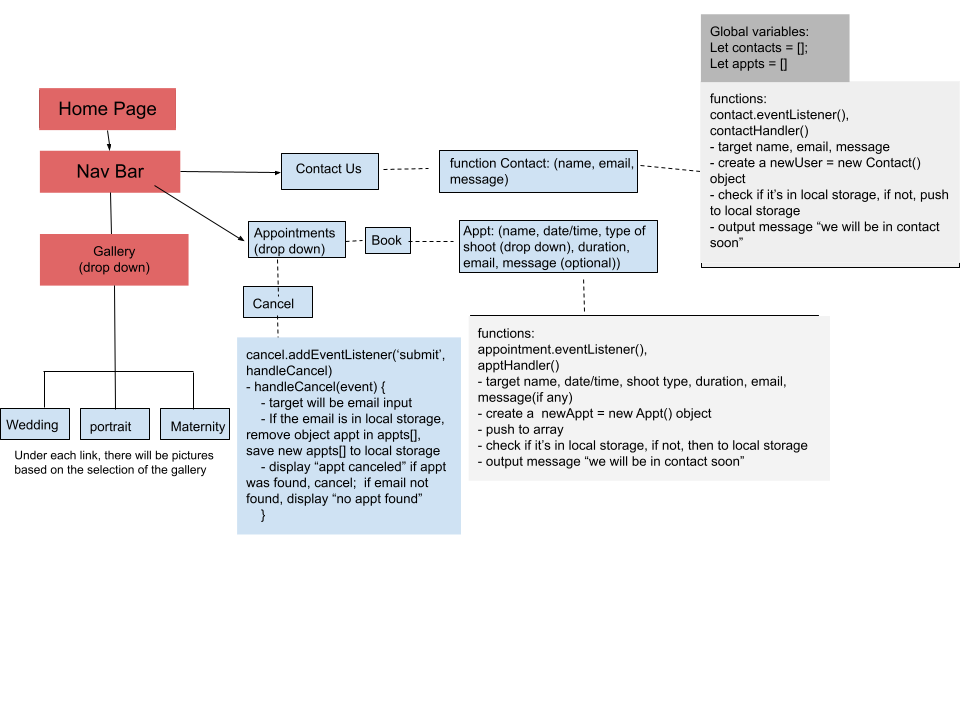 Global variables:
Let contacts = [];
Let appts = []
functions:
contact.eventListener(),
contactHandler()
- target name, email, message
- create a newUser = new Contact()
object
- check if it’s in local storage, if not, push
to local storage
- output message “we will be in contact
soon”
Home Page
Nav Bar
Contact Us
function Contact: (name, email,
message)
Appointments
(drop down)
Book
Appt: (name, date/time, type of
shoot (drop down), duration,
email, message (optional))
Gallery
(drop down)
Cancel
cancel.addEventListener(‘submit’,
handleCancel)
- handleCancel(event) {
- target will be email input
- If the email is in local storage,
remove object appt in appts[],
save new appts[] to local storage
- display “appt canceled” if appt
was found, cancel;  if email not
found, display “no appt found”
}
functions:
appointment.eventListener(),
apptHandler()
- target name, date/time, shoot type, duration, email,
message(if any)
- create a  newAppt = new Appt() object
- push to array
- check if it’s in local storage, if not, then to local storage
- output message “we will be in contact soon”
Wedding
portrait
Maternity
Under each link, there will be pictures
based on the selection of the gallery